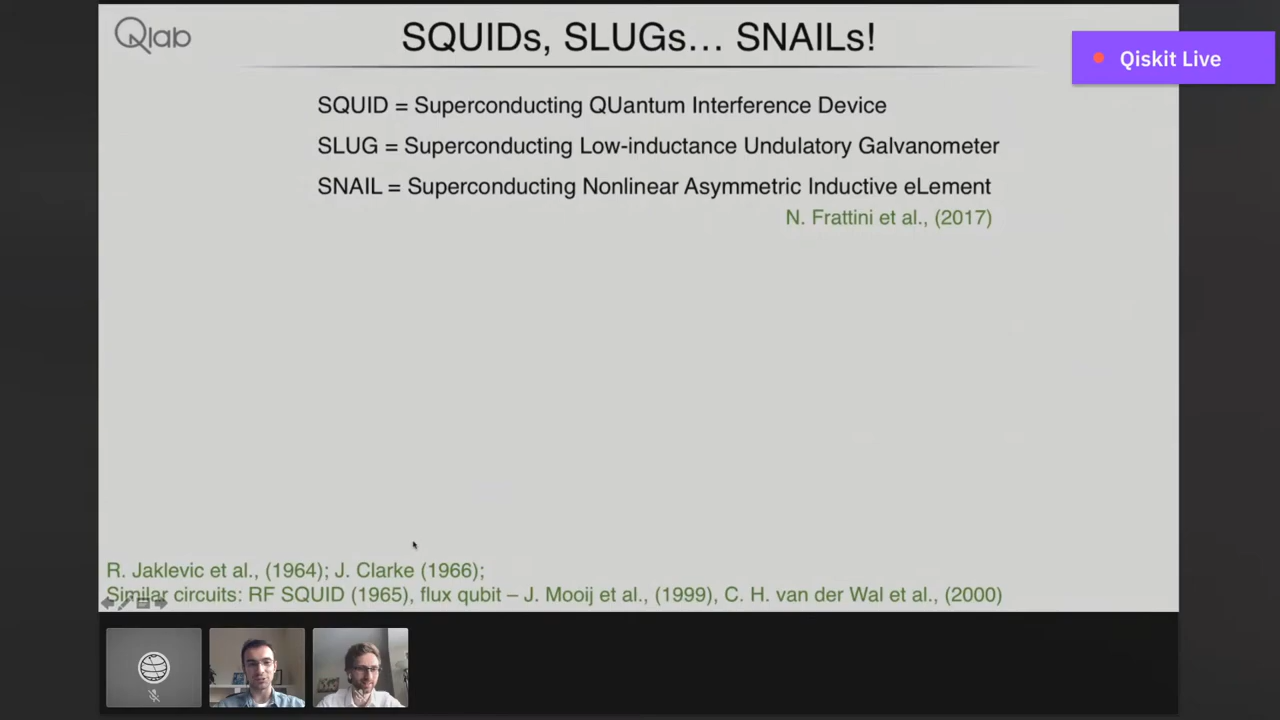 Qlab
SQUIDs, SLUGs... SNAILs!
Qiskit Live
SQUID = Superconducting QUantum Interference Device
SLUG = Superconducting Low-inductance Undulatory Galvanometer
SNAIL = Superconducting Nonlinear Asymmetric Inductive eLement
N. Frattini et al., (2017)
R. Jaklevic et al., (1964); J. Clarke (1966);
Similar circuits: RF SQUID (1965), flux qubit – J. Mooij et al., (1999), C. H. van der Wal et al., (2000)